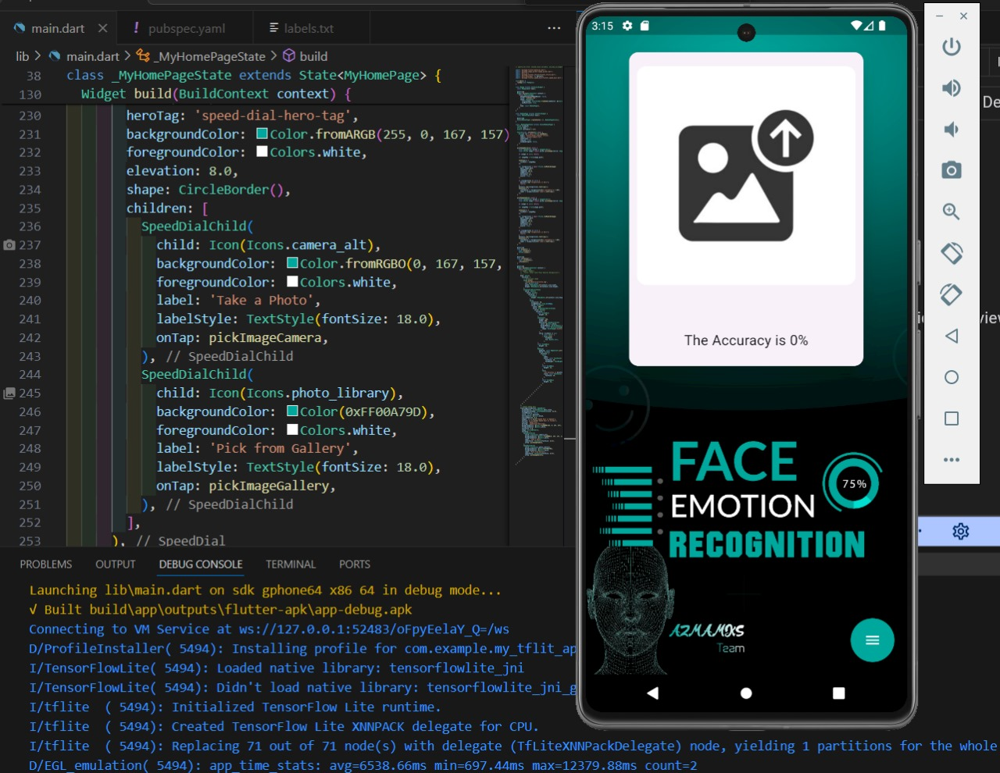 main.dart
pubspec.yaml
labels.txt
lib > main.dart > _MyHomePageState > build
38 class _MyHomePageState extends State<MyHomePage> {
130 Widget build(BuildContext context) {
230 heroTag: 'speed-dial-hero-tag',
231 backgroundColor: Color.fromARGB(255, 0, 167, 157)
232 foregroundColor: Colors.white,
233 elevation: 8.0,
234 shape: CircleBorder(),
235 children: [
236 SpeedDialChild(
237 child: Icon(Icons.camera_alt),
238 backgroundColor: Color.fromRGBO(0, 167, 157,
239 foregroundColor: Colors.white,
240 label: 'Take a Photo',
241 labelStyle: TextStyle(fontSize: 18.0),
242 onTap: pickImageCamera,
243 ), // SpeedDialChild
244 SpeedDialChild(
245 child: Icon(Icons.photo_library),
246 backgroundColor: Color(0xFF00A79D),
247 foregroundColor: Colors.white,
248 label: 'Pick from Gallery',
249 labelStyle: TextStyle(fontSize: 18.0),
250 onTap: pickImageGallery,
251 ), // SpeedDialChild
252 ],
253 ), // SpeedDial
PROBLEMS OUTPUT DEBUG CONSOLE TERMINAL PORTS
Launching lib\main.dart on sdk gphone64 x86 64 in debug mode...
√ Built build\app\outputs\flutter-apk\app-debug.apk
Connecting to VM Service at ws://127.0.0.1:52483/oFpyEelaY_Q=/ws
D/ProfileInstaller( 5494): Installing profile for com.example.my_tflit_ap
I/TensorFlowLite( 5494): Loaded native library: tensorflowlite_jni
I/TensorFlowLite( 5494): Didn't load native library: tensorflowlite_jni_g
I/tflite ( 5494): Initialized TensorFlow Lite runtime.
I/tflite ( 5494): Created TensorFlow Lite XNNPACK delegate for CPU.
I/tflite ( 5494): Replacing 71 out of 71 node(s) with delegate (TfLiteXNNPackDelegate) node, yielding 1 partitions for the whole
D/EGL_emulation( 5494): app_time_stats: avg=6538.66ms min=697.44ms max=12379.88ms count=2
3:15
The Accuracy is 0%
FACE
EMOTION
RECOGNITION
75%
AZMAMKS
Team
De
view